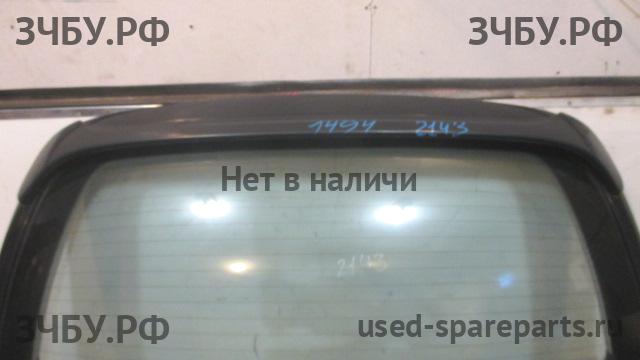 ЗЧБУ.РФ ЗЧБУ.РФ
1494 2143
Нет в наличи
2143
ЗЧБУ.РФ used-spareparts.ru